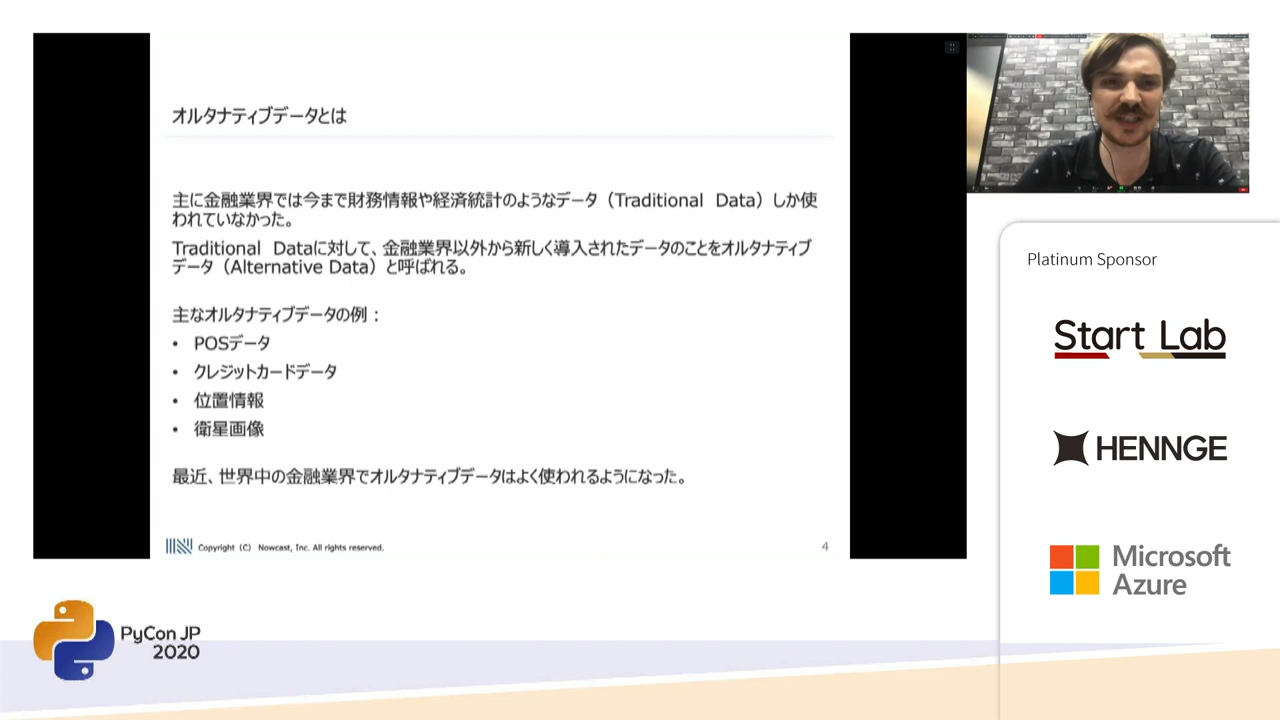 オルタナティブデータとは
主に金融業界では今まで財務情報や経済統計のようなデータ（Traditional Data）しか使
われていなかった。
Traditional Dataに対して、金融業界以外から新しく導入されたデータのことをオルタナティブ
データ（Alternative Data）と呼ばれる。
主なオルタナティブデータの例：
• POSデータ
• クレジットカードデータ
• 位置情報
• 衛星画像
最近、世界中の金融業界でオルタナティブデータはよく使われるようになった。
Copyright（C） Nowcast, Inc. All rights reserved.
4
Platinum Sponsor
Start Lab
HENNGE
Microsoft
Azure
PyCon JP
2020